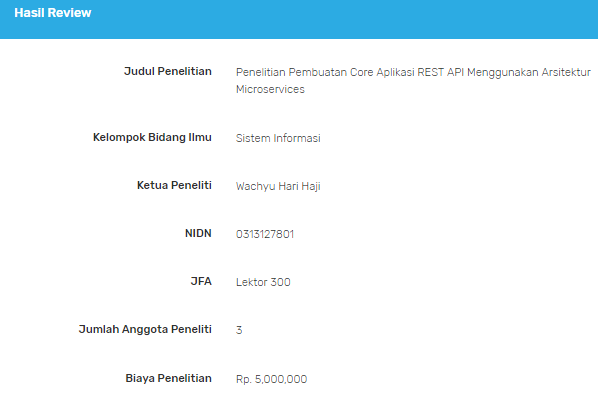 Hasil Review
Judul Penelitian Penelitian Pembuatan Core Aplikasi REST API Menggunakan Arsitektur
Microservices
Kelompok Bidang Ilmu Sistem Informasi
Ketua Peneliti Wachyu Hari Haji
NIDN 0313127801
JFA Lektor 300
Jumlah Anggota Peneliti 3
Biaya Penelitian Rp. 5,000,000